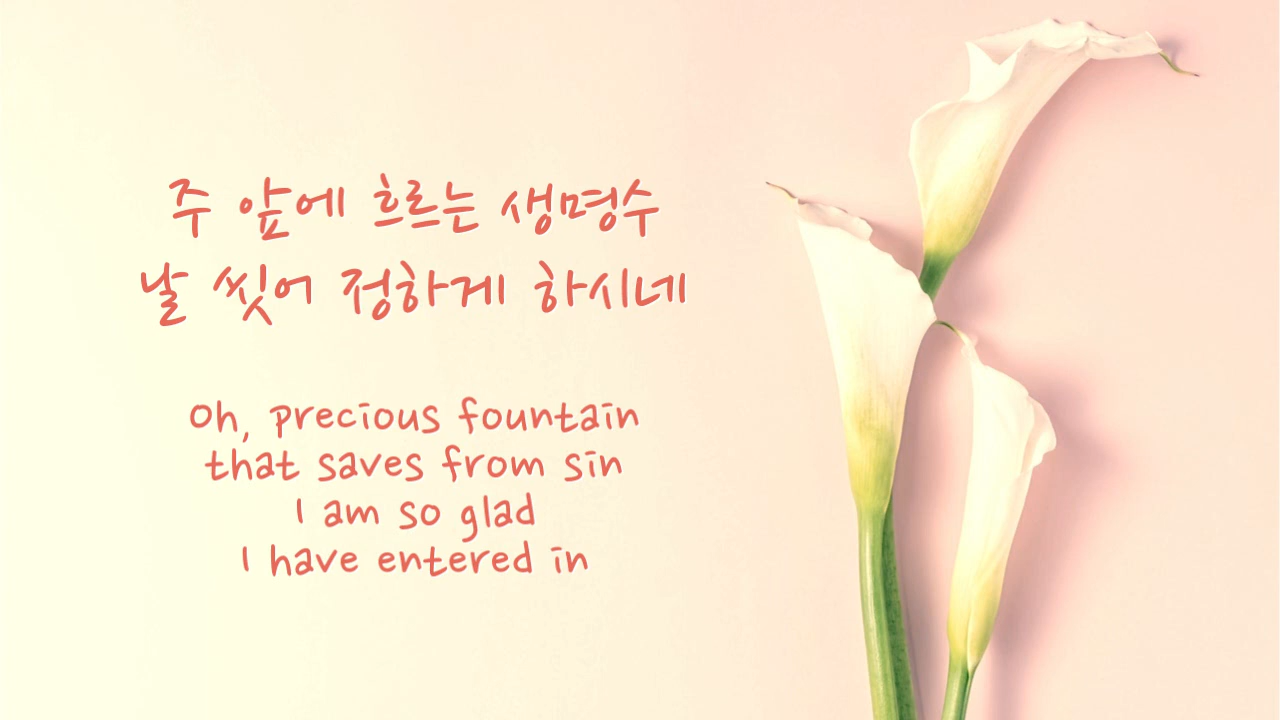 주 앞에 흐르는 생명수
날 씻어 정하게 하시네
Oh, precious fountain
that saves from sin
I am so glad
I have entered in